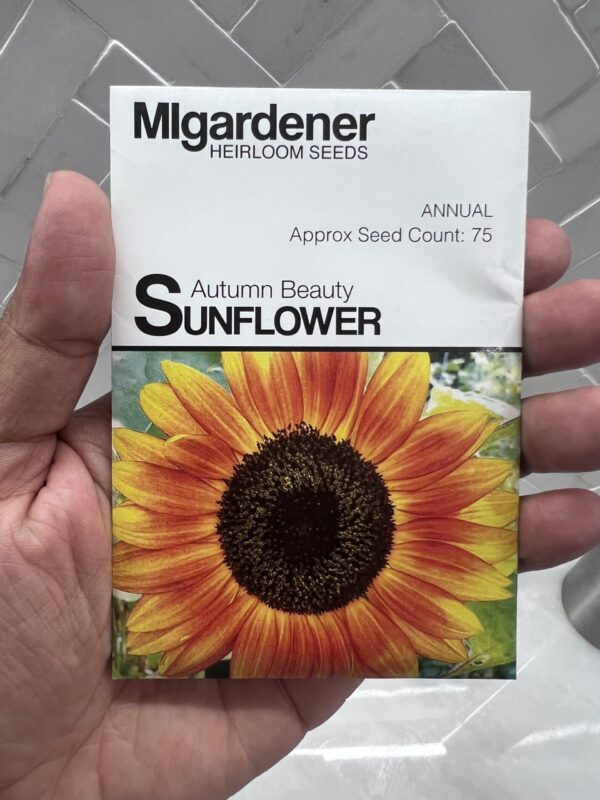 MIgardener
HEIRLOOM SEEDS
ANNUAL
Approx Seed Count: 75
Autumn Beauty
SUNFLOWER